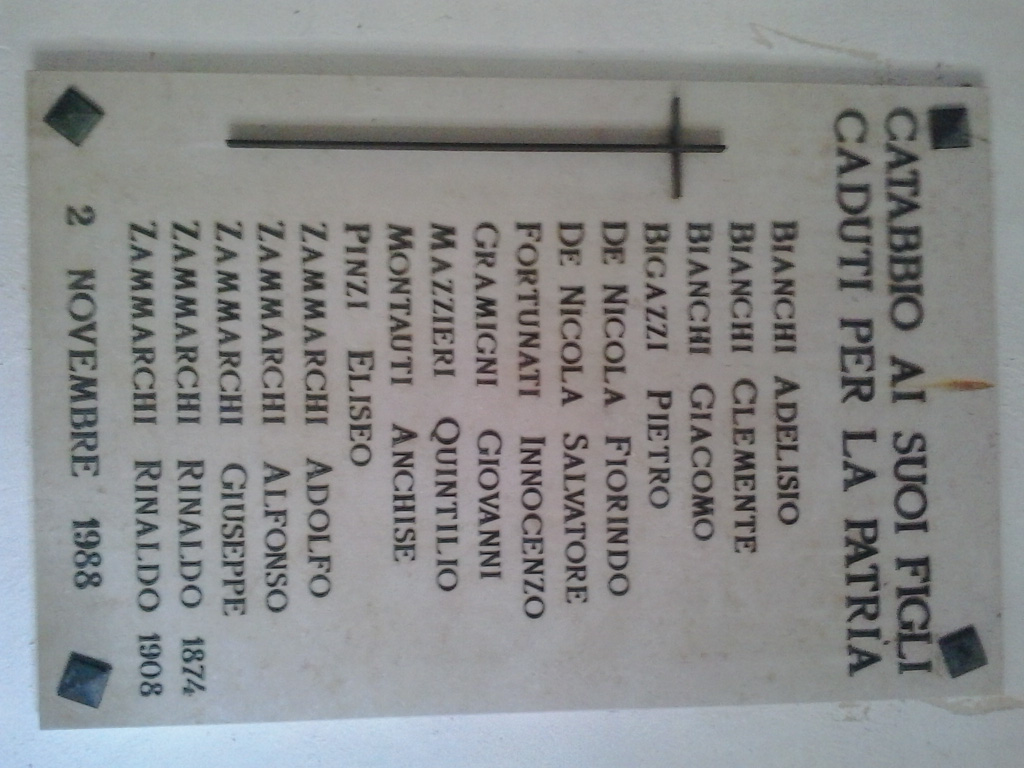 CATABBIO AI SUOI FIGLI
CADUTI PER LA PATRIA
BIANCHI ADELISIO
BIANCHI CLEMENTE
BIANCHI GIACOMO
BIGAZZI PIETRO
DE NICOLA FIORINDO
DE NICOLA SALVATORE
FORTUNATI INNOCENZO
GRAMIGNI GIOVANNI
MAZZIERI QUINTILIO
MONTAUTI ANCHISE
PINZI ELISEO
ZAMMARCHI ADOLFO
ZAMMARCHI ALFONSO
ZAMMARCHI GIUSEPPE
ZAMMARCHI RINALDO 1874
ZAMMARCHI RINALDO 1908
2 NOVEMBRE 1988